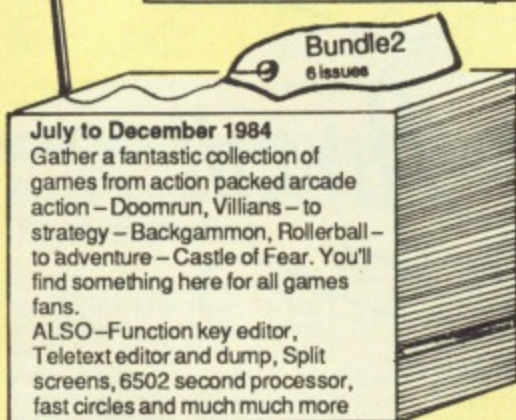 Bundle2
6 issues
July to December 1984
Gather a fantastic collection of
games from action packed arcade
action – Doomrun, Villians – to
strategy – Backgammon, Rollerball –
to adventure – Castle of Fear. You'll
find something here for all games
fans.
ALSO –Function key editor,
Teletext editor and dump, Split
screens, 6502 second processor,
fast circles and much much more